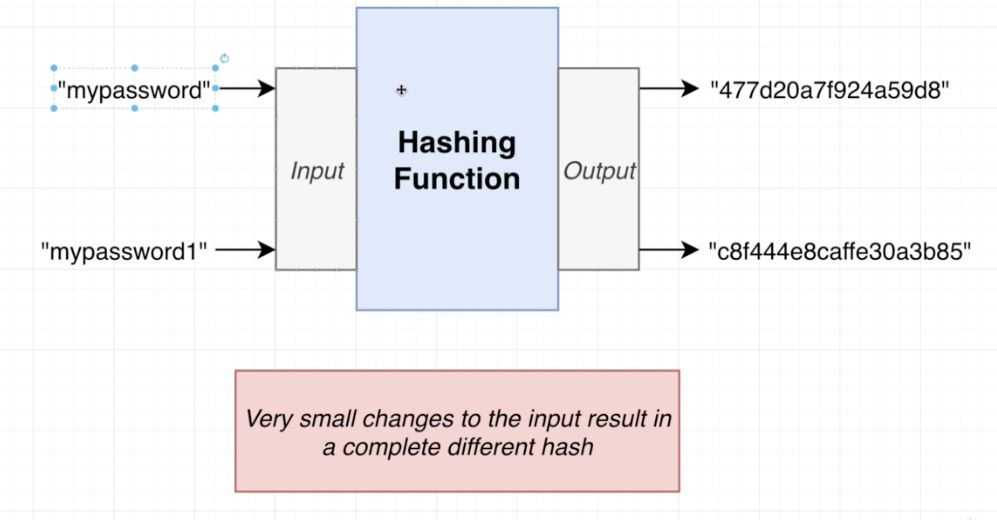 "mypassword"
"477d20a7f924a59d8"
Hashing
Function
Input
Output
"mypassword1"
"c8f444e8caffe30a3b85"
Very small changes to the input result in
a complete different hash